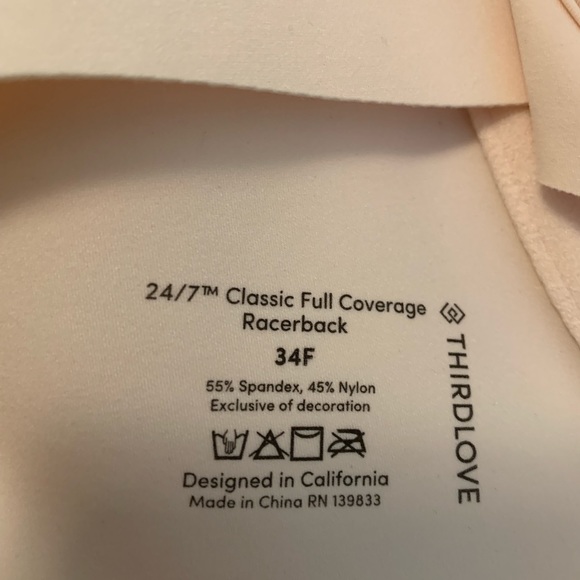 24/7™ Classic Full Coverage
Racerback
34F
55% Spandex, 45% Nylon
Exclusive of decoration
Designed in California
Made in China RN 139833
THIRDLOVE